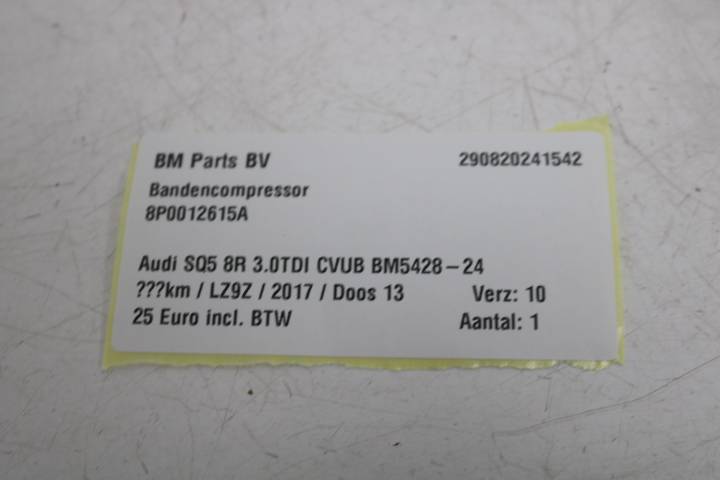 BM Parts BV 290820241542
Bandencompressor
8P0012615A
Audi SQ5 8R 3.0TDI CVUB BM5428-24
???km / LZ9Z / 2017 / Doos 13 Verz: 10
25 Euro incl. BTW Aantal: 1